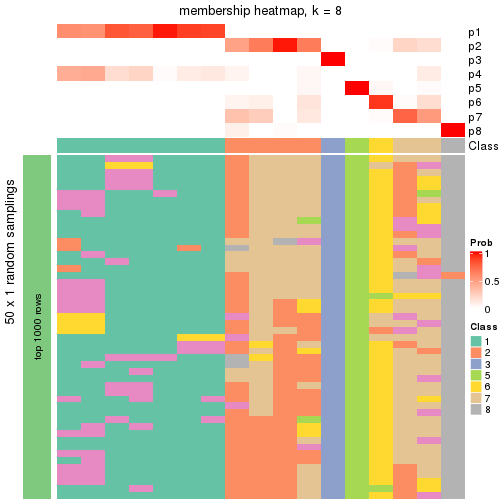 membership heatmap, k = 8
p1
p2
p3
p4
p5
p6
p7
p8
Class
50 x 1 random samplings
top 1000 rows
Prob
1
0.5
0
Class
1
2
3
5
6
7
8